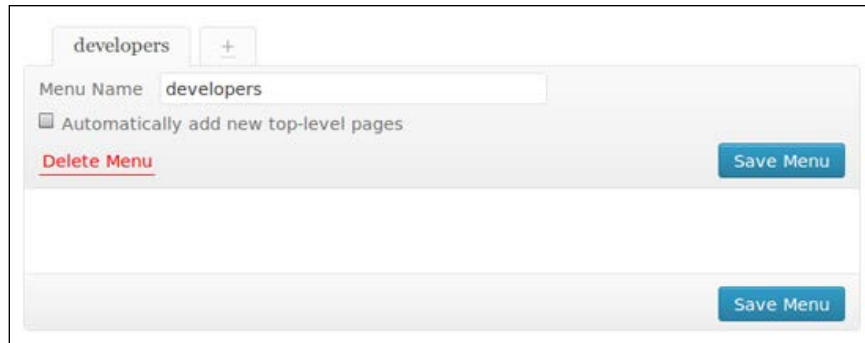 developers +
Menu Name developers
Automatically add new top-level pages
Delete Menu Save Menu
Save Menu